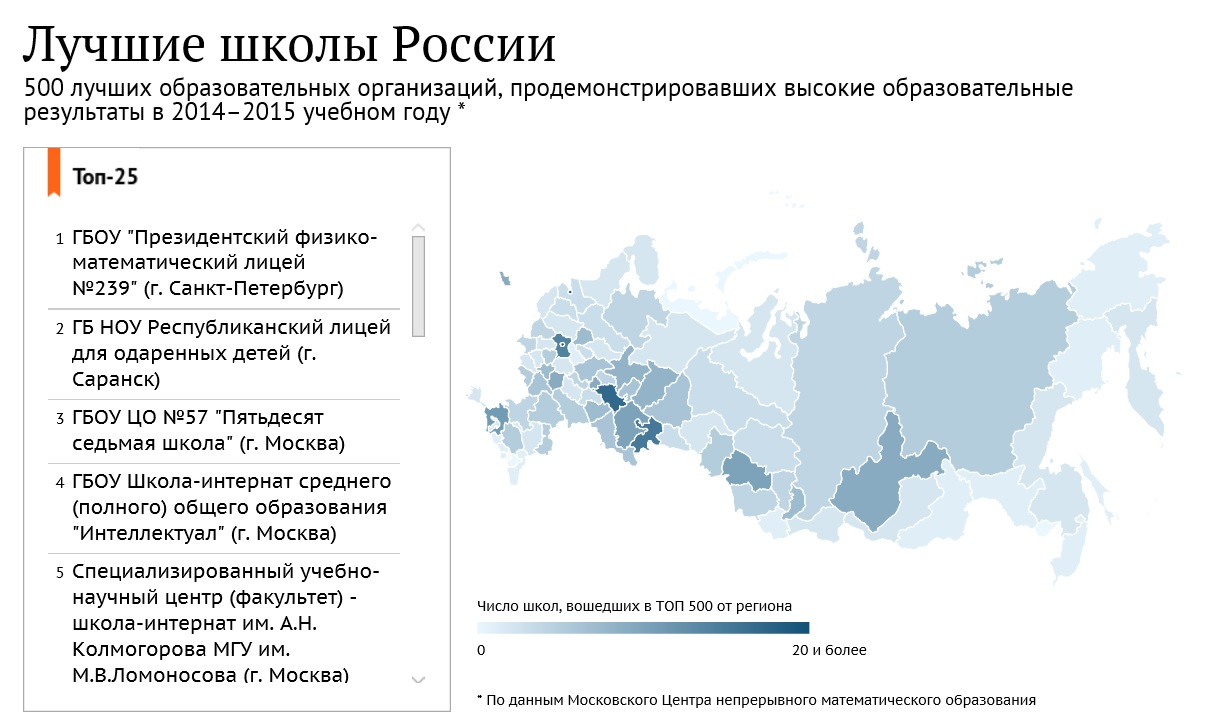 Лучшие школы России
500 лучших образовательных организаций, продемонстрировавших высокие образовательные
результаты в 2014–2015 учебном году *
Топ-25
1 ГБОУ "Президентский физико-
математический лицей
№239" (г. Санкт-Петербург)
2 ГБ НОУ Республиканский лицей
для одаренных детей (г.
Саранск)
3 ГБОУ ЦО №57 "Пятьдесят
седьмая школа" (г. Москва)
4 ГБОУ Школа-интернат среднего
(полного) общего образования
"Интеллектуал" (г. Москва)
5 Специализированный учебно-
научный центр (факультет) -
школа-интернат им. А.Н.
Колмогорова МГУ им.
М.В.Ломоносова (г. Москва)
Число школ, вошедших в ТОП 500 от региона
0 20 и более
* По данным Московского Центра непрерывного математического образования